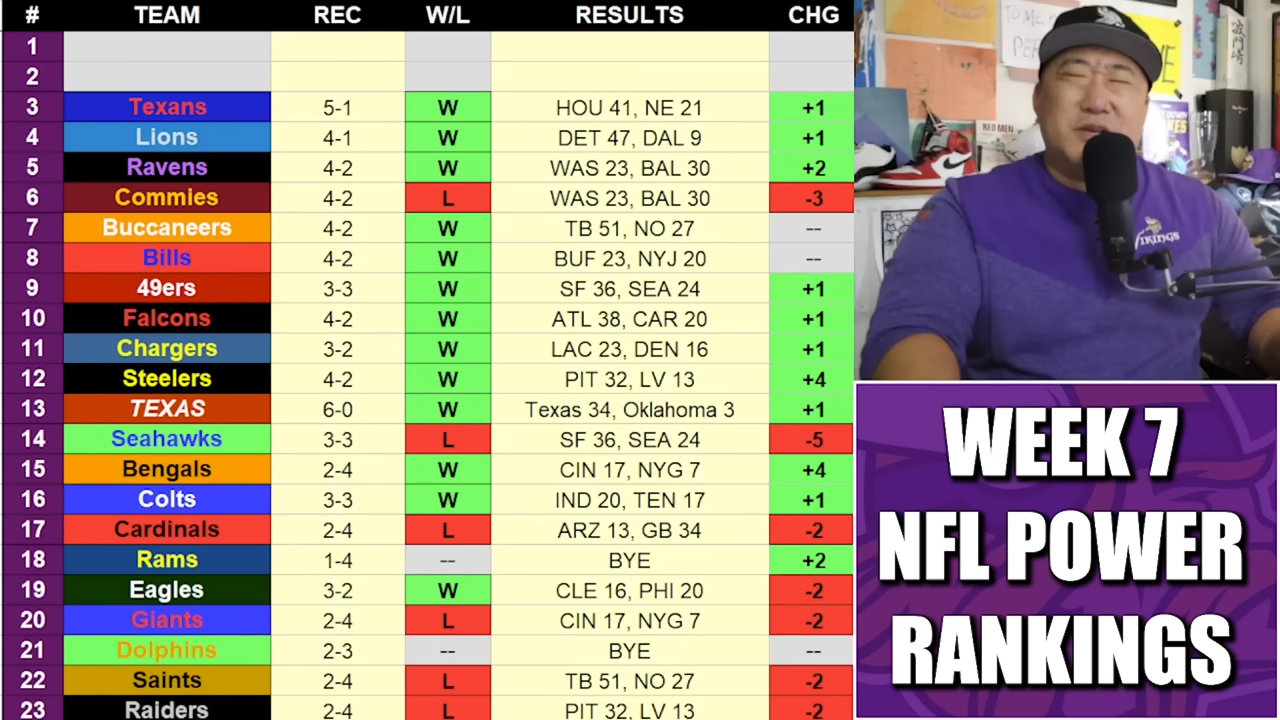 # TEAM REC W/L RESULTS CHG
1
2
3 Texans 5-1 W HOU 41, NE 21 +1
4 Lions 4-1 W DET 47, DAL 9 +1
5 Ravens 4-2 W WAS 23, BAL 30 +2
6 Commies 4-2 L WAS 23, BAL 30 -3
7 Buccaneers 4-2 W TB 51, NO 27 --
8 Bills 4-2 W BUF 23, NYJ 20 --
9 49ers 3-3 W SF 36, SEA 24 +1
10 Falcons 4-2 W ATL 38, CAR 20 +1
11 Chargers 3-2 W LAC 23, DEN 16 +1
12 Steelers 4-2 W PIT 32, LV 13 +4
13 TEXAS 6-0 W Texas 34, Oklahoma 3 +1
14 Seahawks 3-3 L SF 36, SEA 24 -5
15 Bengals 2-4 W CIN 17, NYG 7 +4
16 Colts 3-3 W IND 20, TEN 17 +1
17 Cardinals 2-4 L ARZ 13, GB 34 -2
18 Rams 1-4 -- BYE +2
19 Eagles 3-2 W CLE 16, PHI 20 -2
20 Giants 2-4 L CIN 17, NYG 7 -2
21 Dolphins 2-3 -- BYE --
22 Saints 2-4 L TB 51, NO 27 -2
23 Raiders 2-4 L PIT 32, LV 13 -2
TO ME
RED MEN
VIKINGS
WEEK 7
NFL POWER
RANKINGS